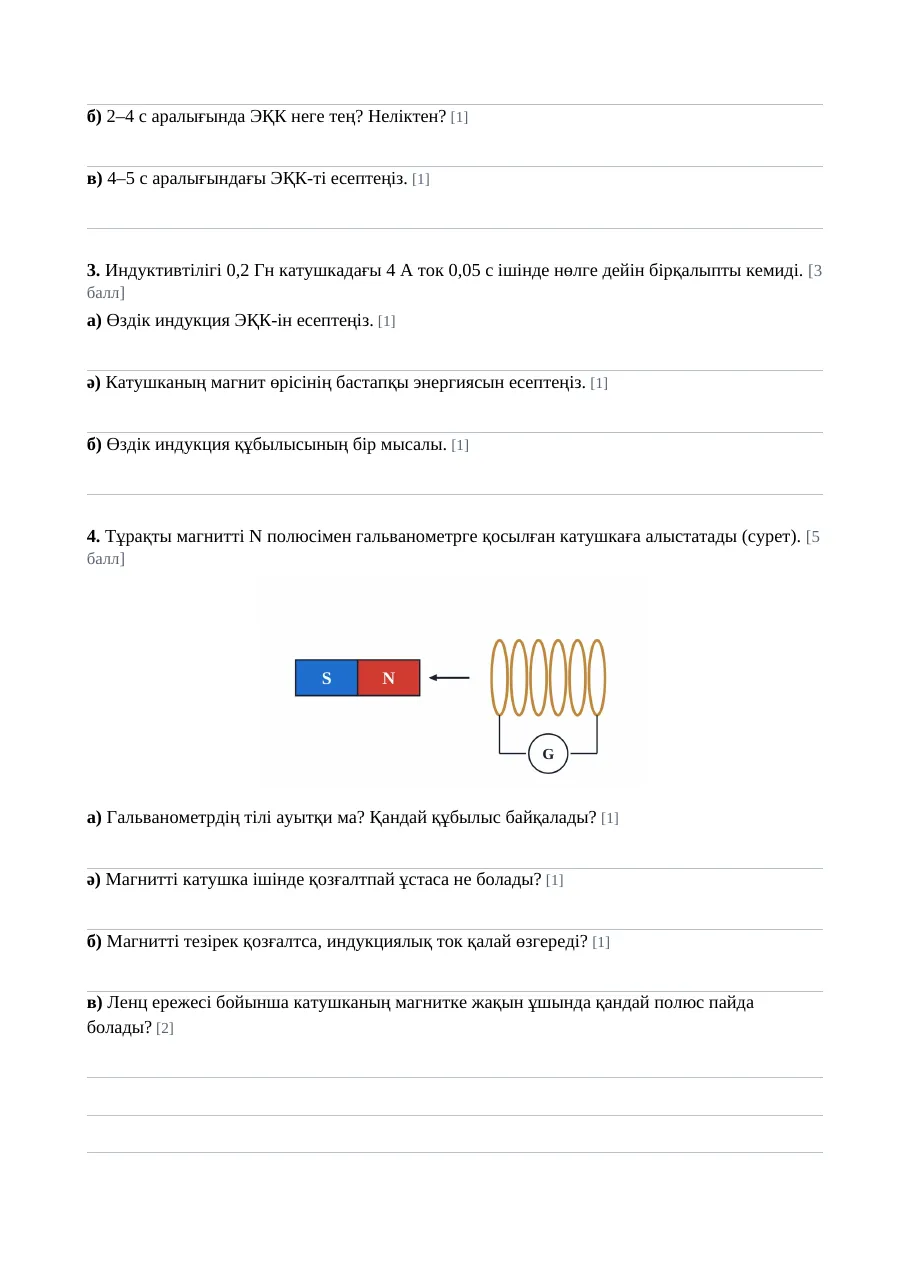 б) 2–4 с аралығында ЭҚК неге тең? Неліктен? [1]
в) 4–5 с аралығындағы ЭҚК-ті есептеңіз. [1]
3. Индуктивтілігі 0,2 Гн катушкадағы 4 А ток 0,05 с ішінде нөлге дейін бірқалыпты кемиді. [3
балл]
а) Өздік индукция ЭҚК-ін есептеңіз. [1]
ә) Катушканың магнит өрісінің бастапқы энергиясын есептеңіз. [1]
б) Өздік индукция құбылысының бір мысалы. [1]
4. Тұрақты магнитті N полюсімен гальванометрге қосылған катушкаға алыстатады (сурет). [5
балл]
S N
G
а) Гальванометрдің тілі ауытқи ма? Қандай құбылыс байқалады? [1]
ә) Магнитті катушка ішінде қозғалтпай ұстаса не болады? [1]
б) Магнитті тезірек қозғалтса, индукциялық ток қалай өзгереді? [1]
в) Ленц ережесі бойынша катушканың магнитке жақын ұшында қандай полюс пайда
болады? [2]